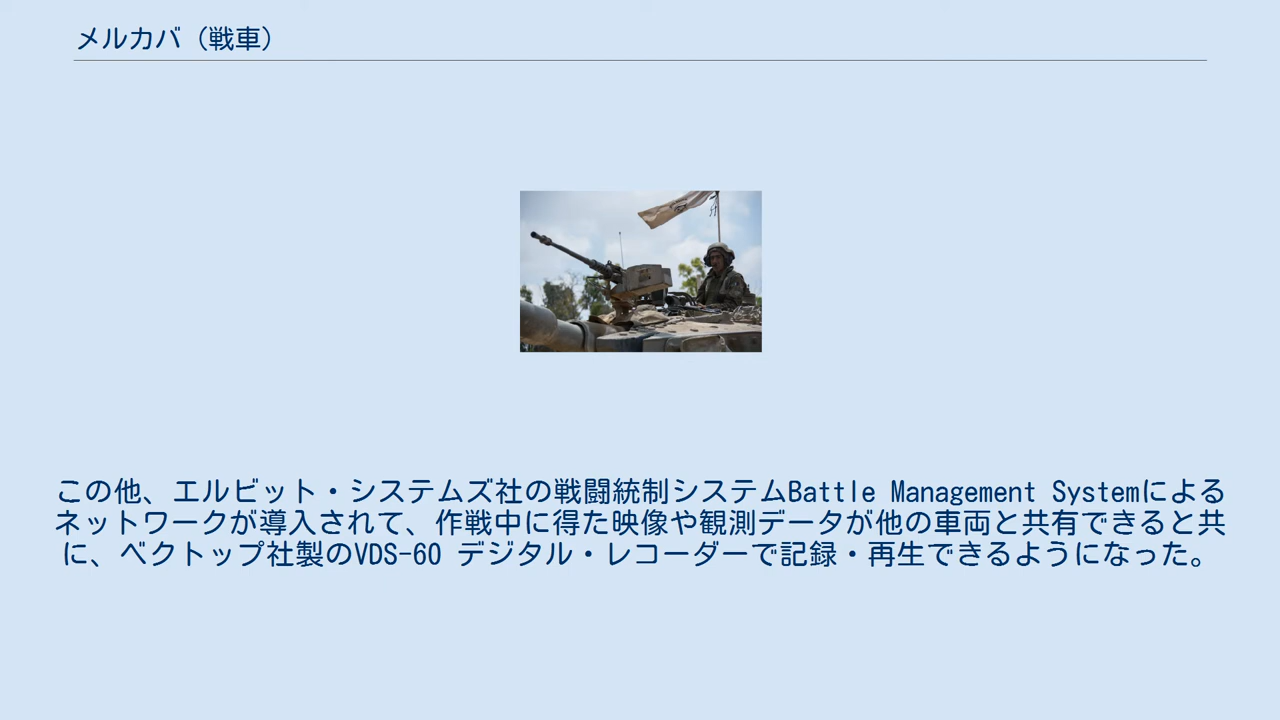 メルカバ（戦車）
この他、エルビット・システムズ社の戦闘統制システムBattle Management Systemによる
ネットワークが導入されて、作戦中に得た映像や観測データが他の車両と共有できると共
に、ベクトップ社製のVDS-60 デジタル・レコーダーで記録・再生できるようになった。